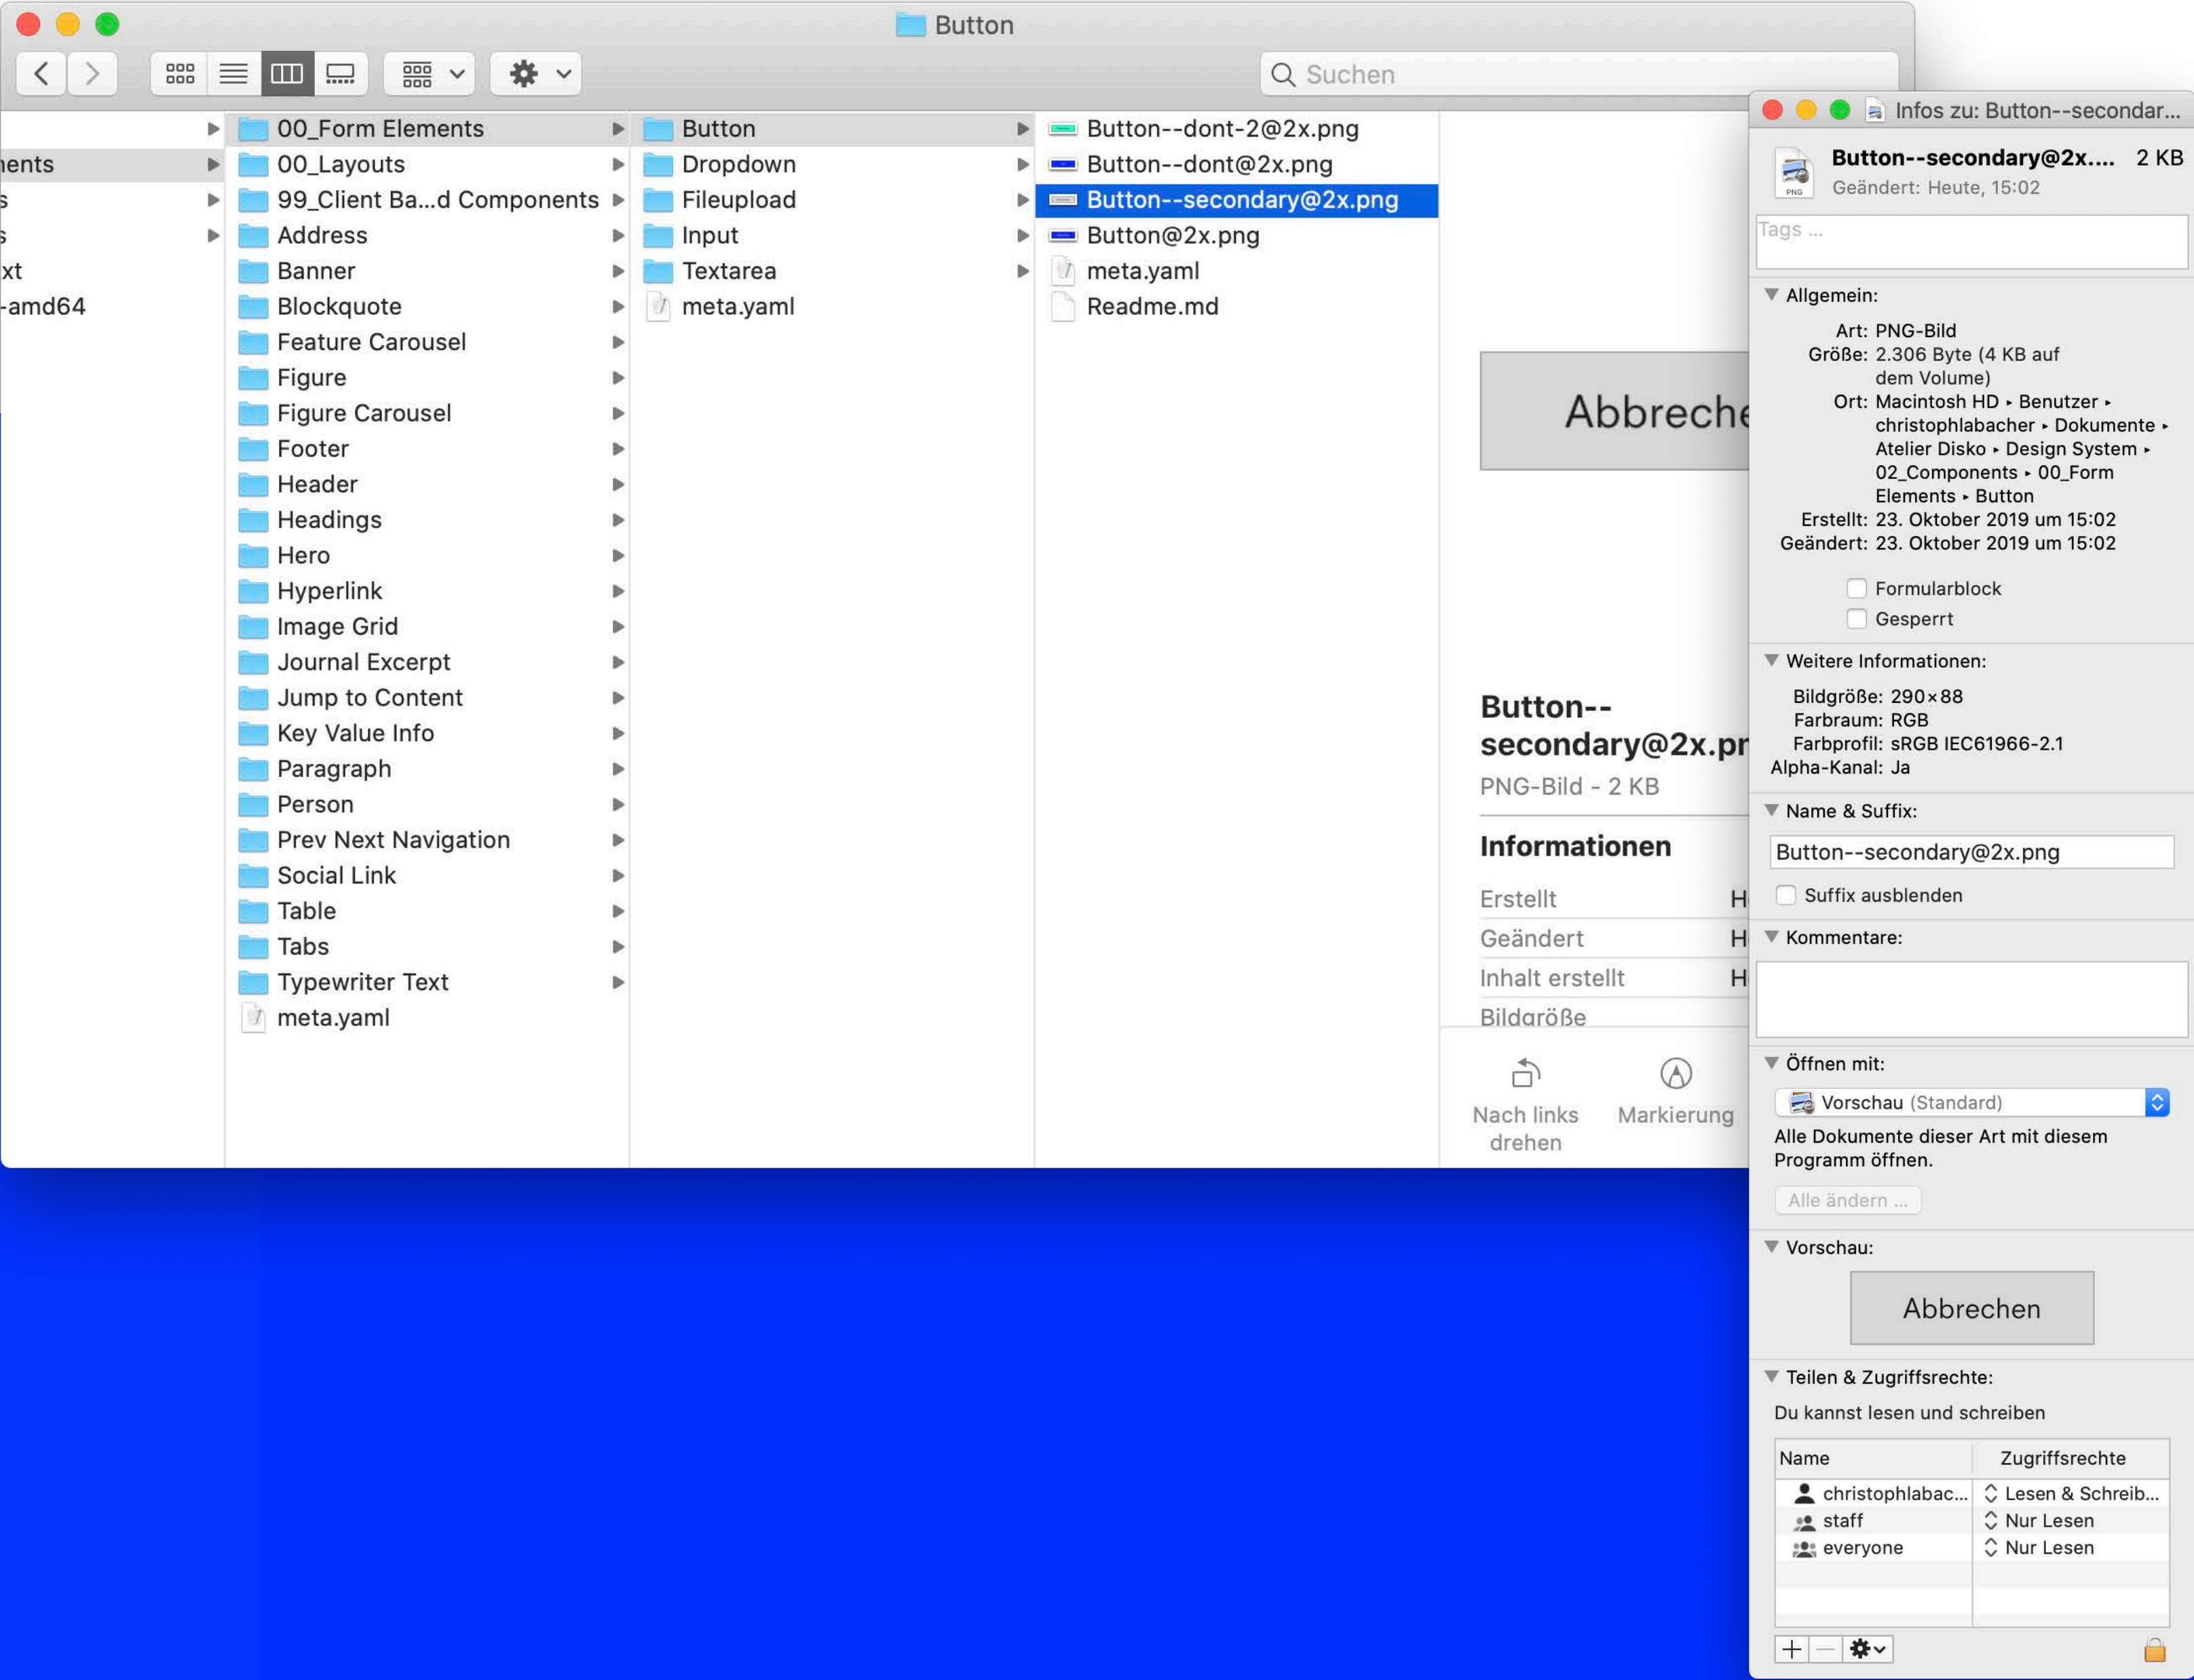 Button
Suchen
ents
s
s
xt
-amd64
00_Form Elements
00_Layouts
99_Client Ba...d Components
Address
Banner
Blockquote
Feature Carousel
Figure
Figure Carousel
Footer
Header
Headings
Hero
Hyperlink
Image Grid
Journal Excerpt
Jump to Content
Key Value Info
Paragraph
Person
Prev Next Navigation
Social Link
Table
Tabs
Typewriter Text
meta.yaml
Button
Dropdown
Fileupload
Input
Textarea
meta.yaml
Button--dont-2@2x.png
Button--dont@2x.png
Button--secondary@2x.png
Button@2x.png
meta.yaml
Readme.md
Abbreche
Button--
secondary@2x.pn
PNG-Bild - 2 KB
Informationen
Erstellt H
Geändert H
Inhalt erstellt H
Bildgröße
Nach links
drehen
Markierung
Infos zu: Button--secondar...
PNG
Button--secondary@2x.... 2 KB
Geändert: Heute, 15:02
Tags ...
Allgemein:
Art: PNG-Bild
Größe: 2.306 Byte (4 KB auf
dem Volume)
Ort: Macintosh HD ▸ Benutzer ▸
christophlabacher ▸ Dokumente ▸
Atelier Disko ▸ Design System ▸
02_Components ▸ 00_Form
Elements ▸ Button
Erstellt: 23. Oktober 2019 um 15:02
Geändert: 23. Oktober 2019 um 15:02
Formularblock
Gesperrt
Weitere Informationen:
Bildgröße: 290×88
Farbraum: RGB
Farbprofil: sRGB IEC61966-2.1
Alpha-Kanal: Ja
Name & Suffix:
Button--secondary@2x.png
Suffix ausblenden
Kommentare:
Öffnen mit:
Vorschau (Standard)
Alle Dokumente dieser Art mit diesem
Programm öffnen.
Alle ändern ...
Vorschau:
Abbrechen
Teilen & Zugriffsrechte:
Du kannst lesen und schreiben
Name Zugriffsrechte
christophlabac... Lesen & Schreib...
staff Nur Lesen
everyone Nur Lesen